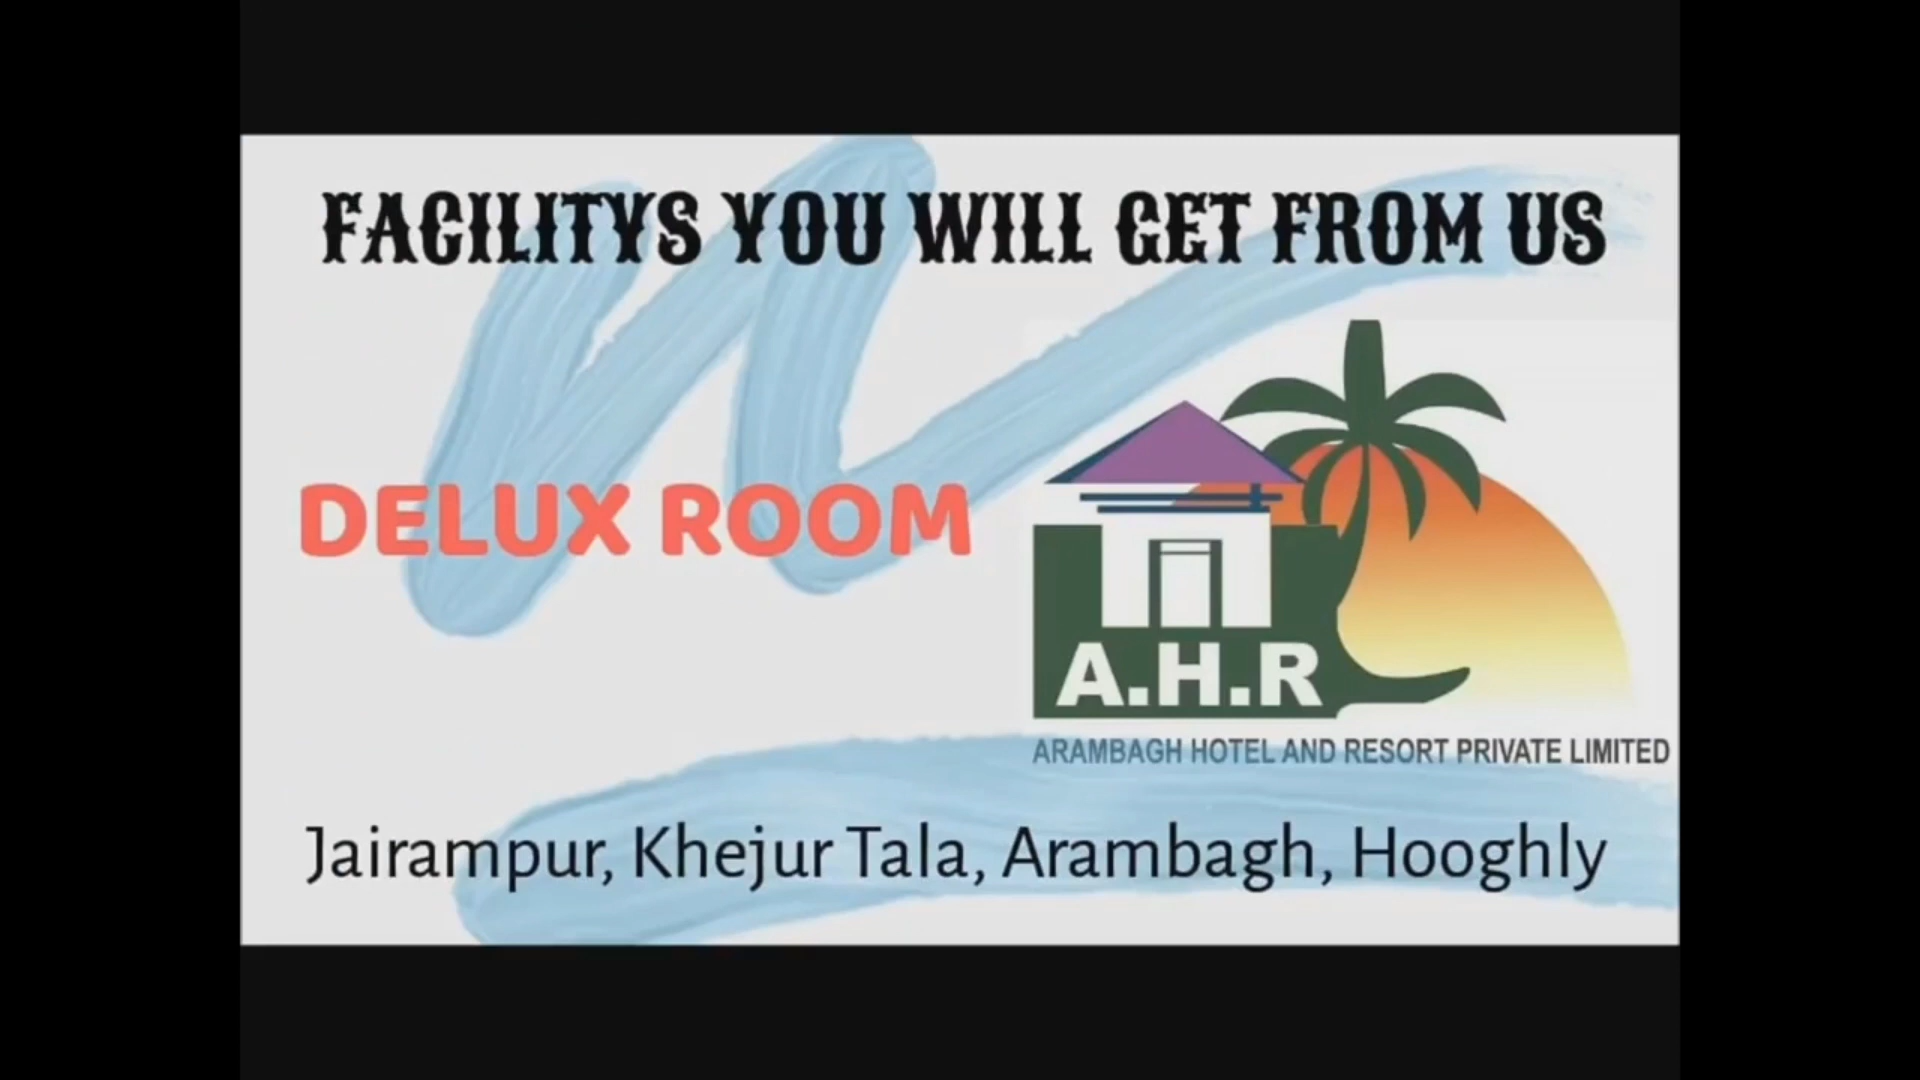 FACILITYS YOU WILL GET FROM US
DELUX ROOM
A.H.R
ARAMBAGH HOTEL AND RESORT PRIVATE LIMITED
Jairampur, Khejur Tala, Arambagh, Hooghly